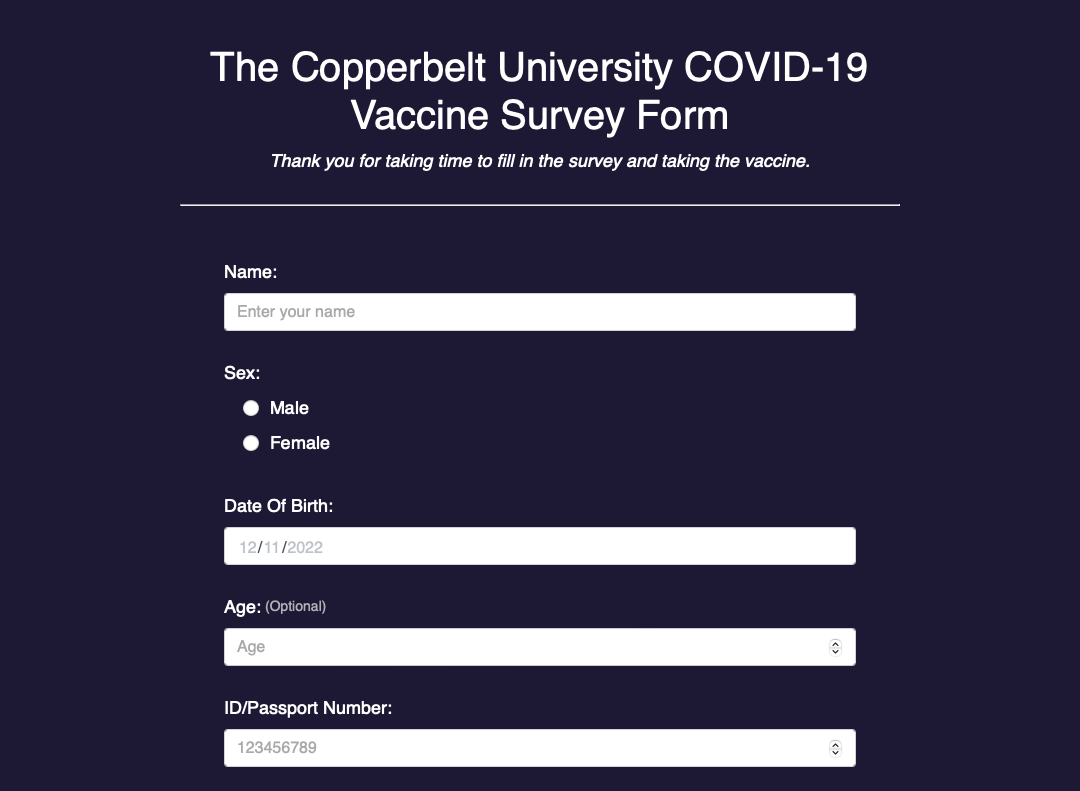 The Copperbelt University COVID-19
Vaccine Survey Form
Thank you for taking time to fill in the survey and taking the vaccine.
Name:
Enter your name
Sex:
Male
Female
Date Of Birth:
12/11/2022
Age: (Optional)
Age
ID/Passport Number:
123456789